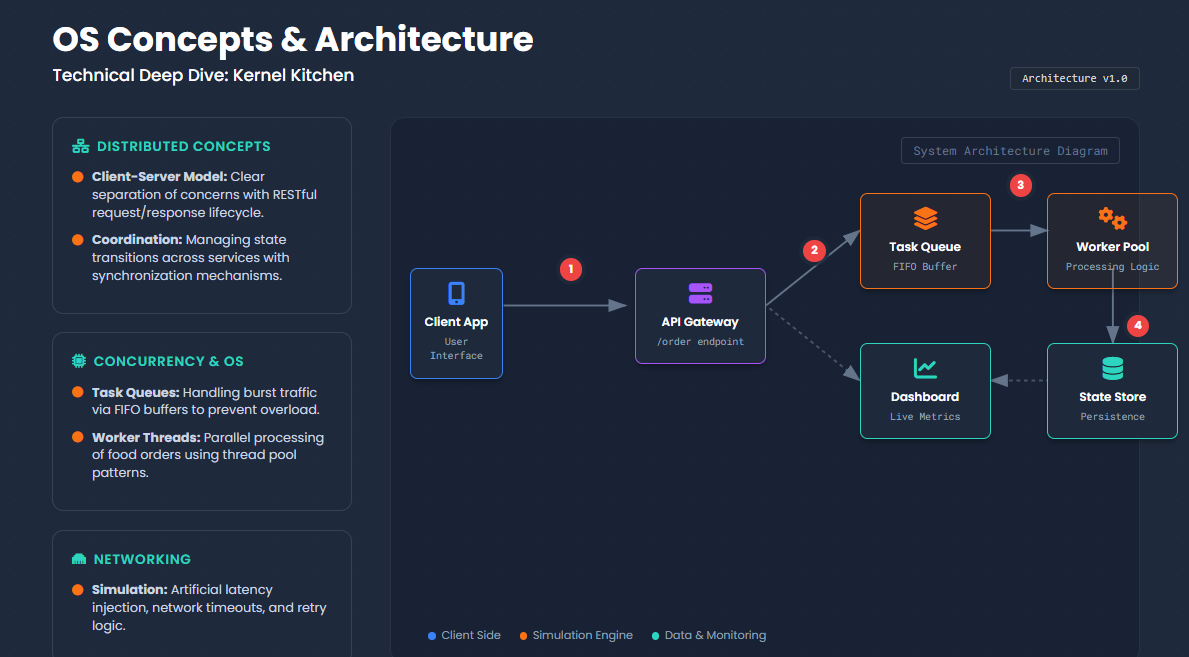 OS Concepts & Architecture
Technical Deep Dive: Kernel Kitchen
Architecture v1.0
DISTRIBUTED CONCEPTS
Client-Server Model: Clear
separation of concerns with RESTful
request/response lifecycle.
Coordination: Managing state
transitions across services with
synchronization mechanisms.
CONCURRENCY & OS
Task Queues: Handling burst traffic
via FIFO buffers to prevent overload.
Worker Threads: Parallel processing
of food orders using thread pool
patterns.
NETWORKING
Simulation: Artificial latency
injection, network timeouts, and retry
logic.
System Architecture Diagram
1
2
3
4
Client App
User
Interface
API Gateway
/order endpoint
Task Queue
FIFO Buffer
Worker Pool
Processing Logic
Dashboard
Live Metrics
State Store
Persistence
Client Side
Simulation Engine
Data & Monitoring